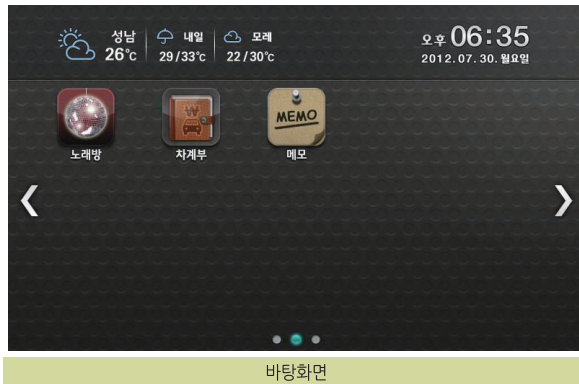 성남
26°c
내일
29/33°c
모레
22/30°c
오후 06:35
2012.07.30.월요일
₩
MEMO
노래방
차계부
메모
바탕화면